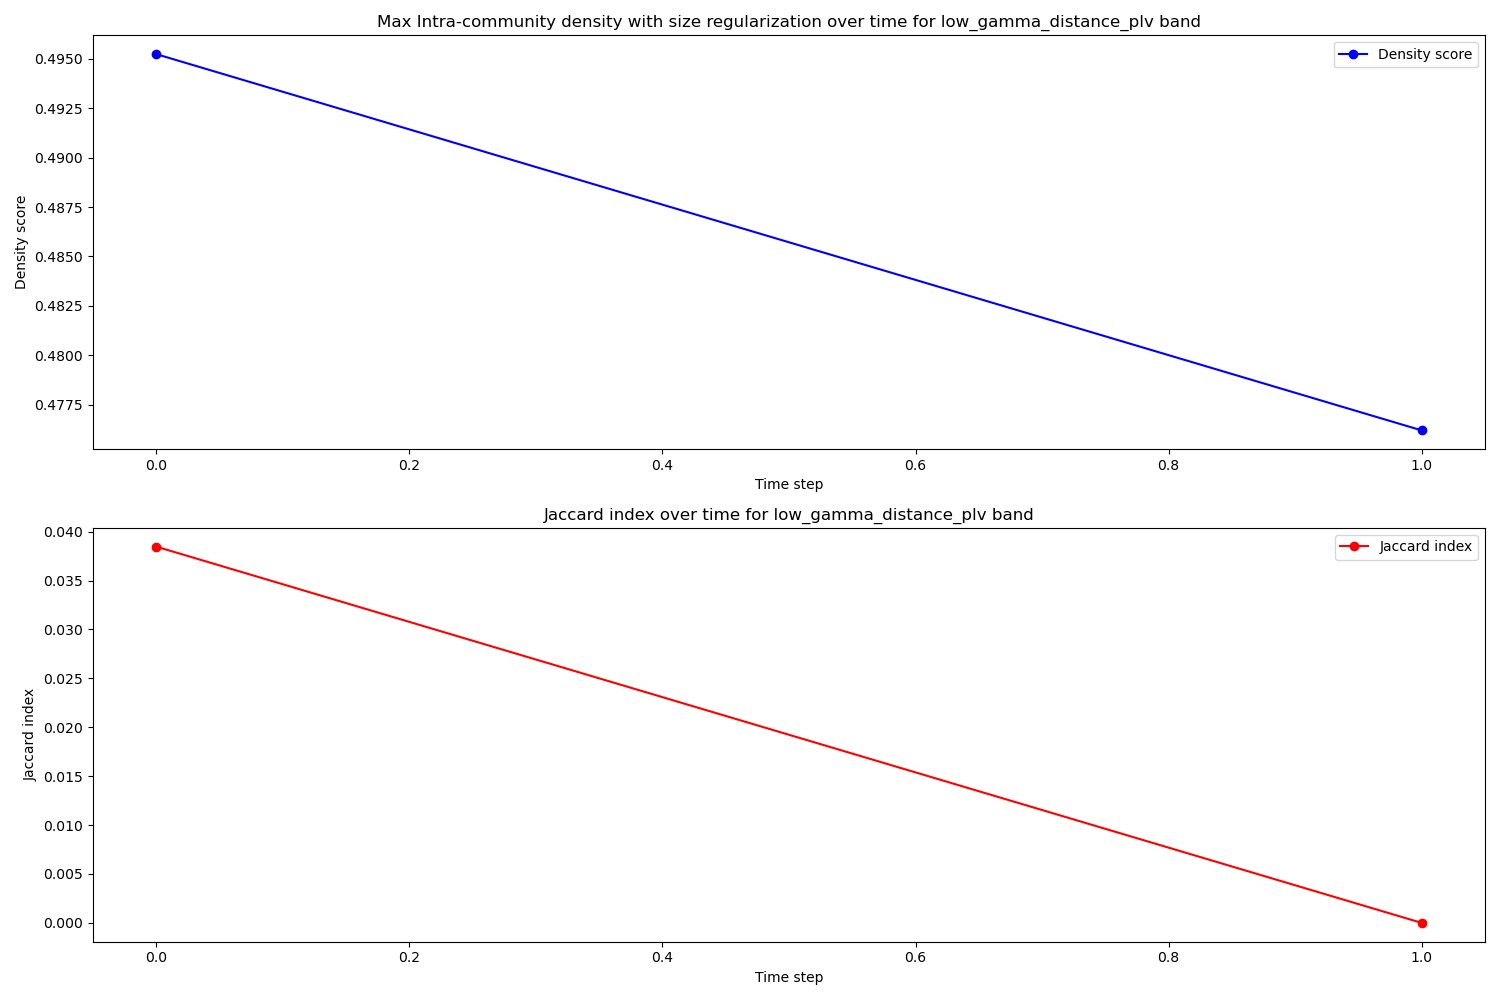 Max Intra-community density with size regularization over time for low_gamma_distance_plv band
Density score
0.4950
0.4925
0.4900
0.4875
0.4850
0.4825
0.4800
0.4775
Density score
0.0 0.2 0.4 0.6 0.8 1.0
Time step
Jaccard index over time for low_gamma_distance_plv band
Jaccard index
0.040
0.035
0.030
0.025
0.020
0.015
0.010
0.005
0.000
Jaccard index
0.0 0.2 0.4 0.6 0.8 1.0
Time step